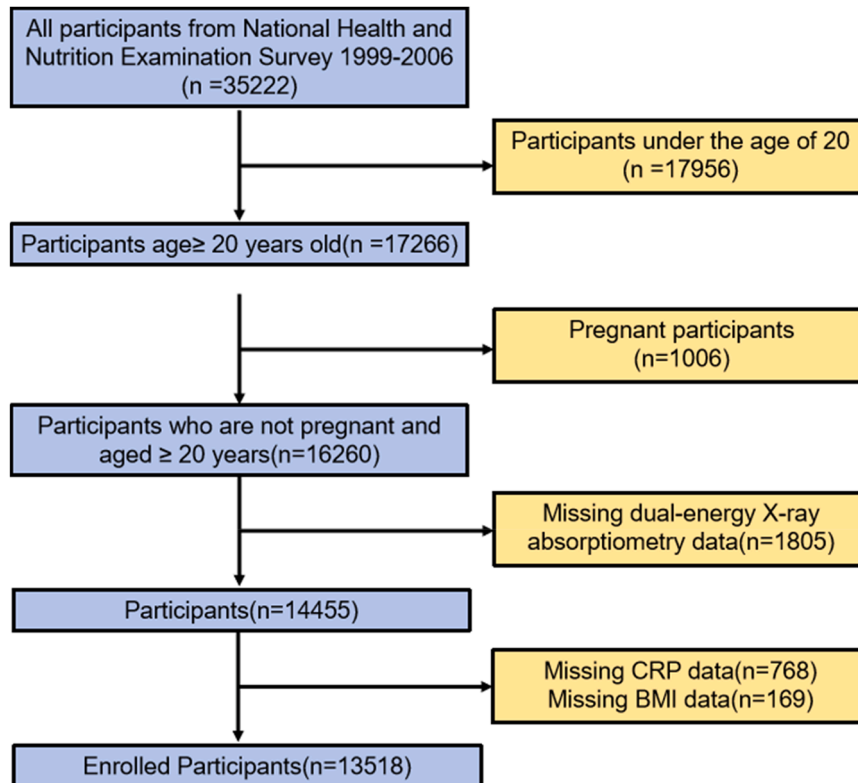 All participants from National Health and
Nutrition Examination Survey 1999-2006
(n =35222)
Participants under the age of 20
(n =17956)
Participants age≥ 20 years old(n =17266)
Pregnant participants
(n=1006)
Participants who are not pregnant and
aged ≥ 20 years(n=16260)
Missing dual-energy X-ray
absorptiometry data(n=1805)
Participants(n=14455)
Missing CRP data(n=768)
Missing BMI data(n=169)
Enrolled Participants(n=13518)